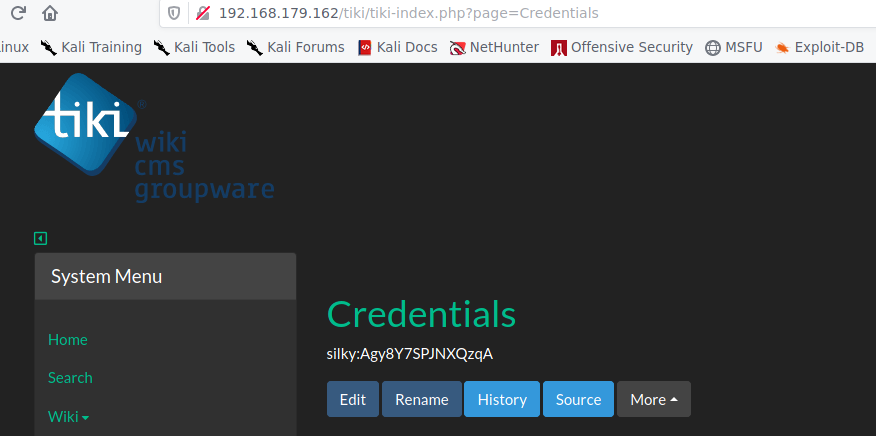 192.168.179.162/tiki/tiki-index.php?page=Credentials
inux Kali Training Kali Tools Kali Forums Kali Docs NetHunter Offensive Security MSFU Exploit-DB
tiki®
wiki
cms
groupware
System Menu
Home
Search
Wiki
Credentials
silky:Agy8Y7SPJNXQzqA
Edit Rename History Source More